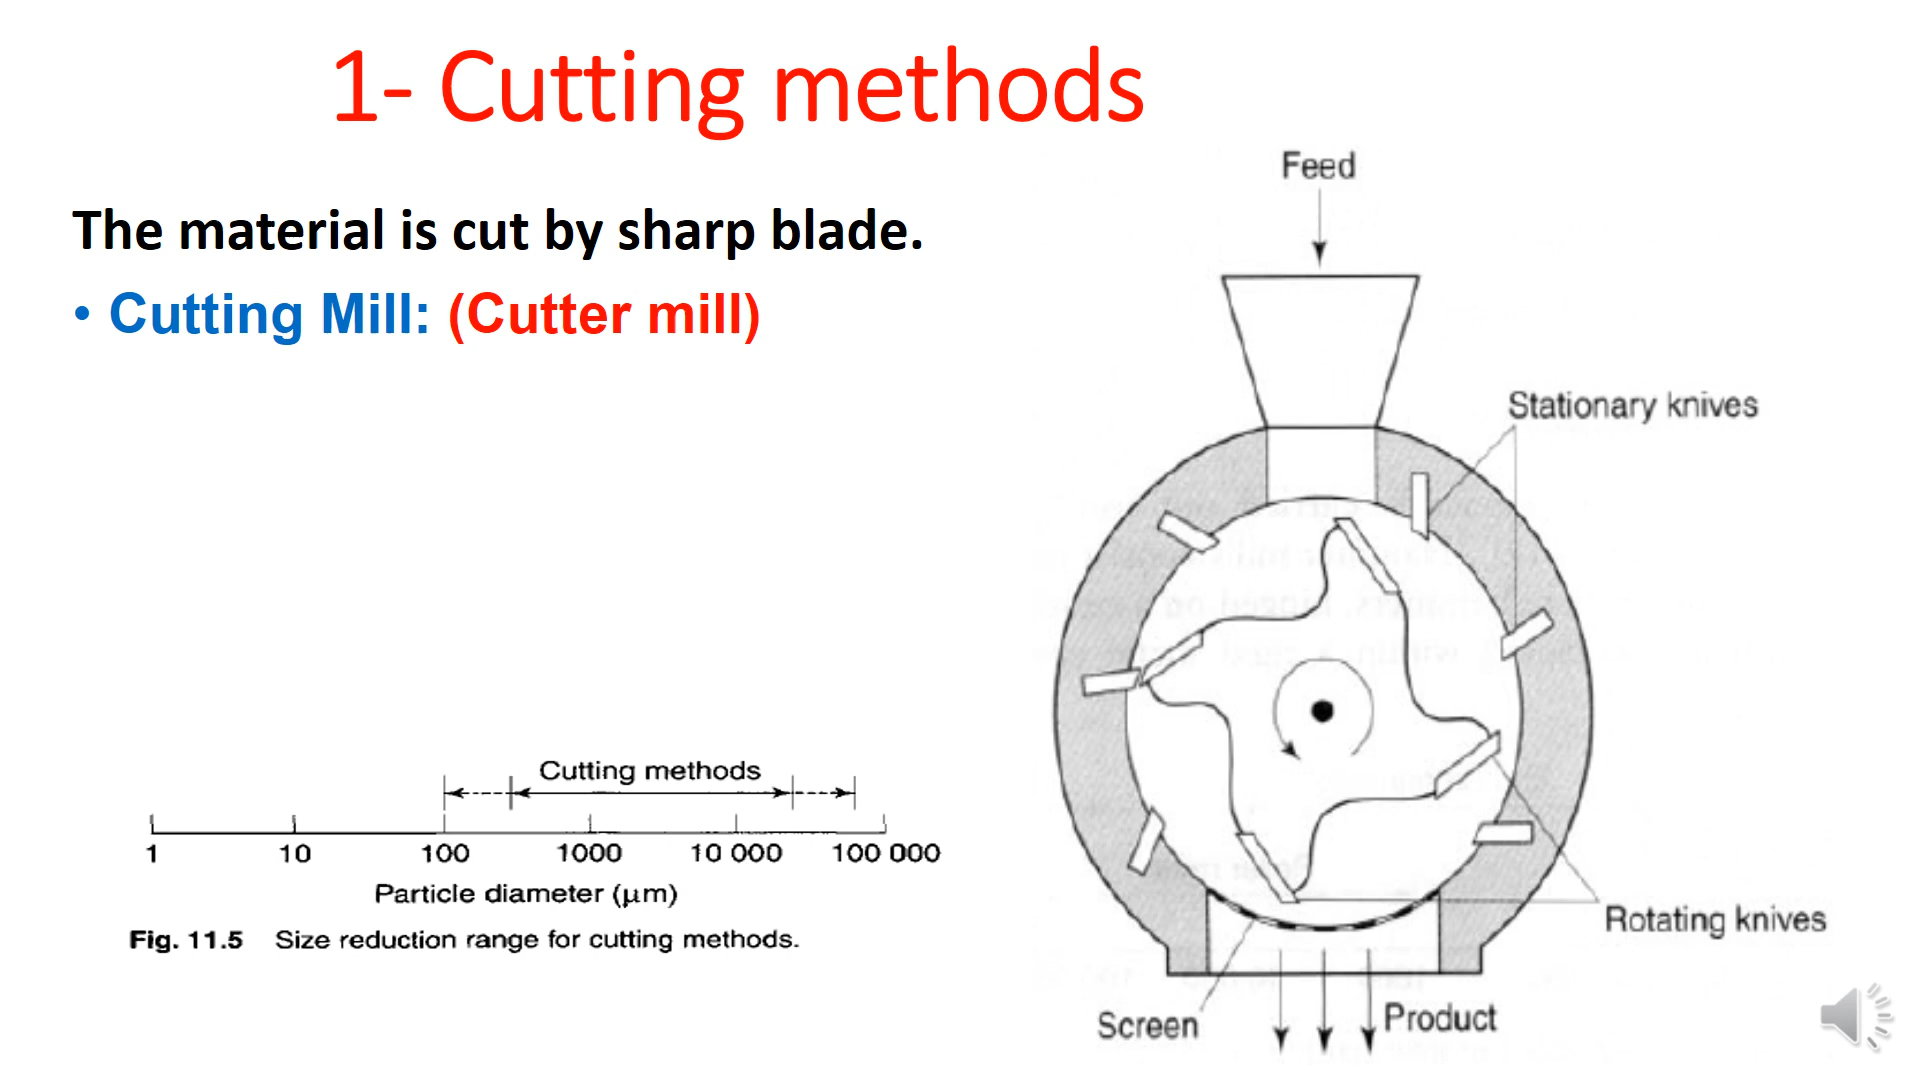 1- Cutting methods
The material is cut by sharp blade.
• Cutting Mill: (Cutter mill)
Feed
Stationary knives
Rotating knives
Screen
Product
Cutting methods
1 10 100 1000 10 000 100 000
Particle diameter (μm)
Fig. 11.5 Size reduction range for cutting methods.